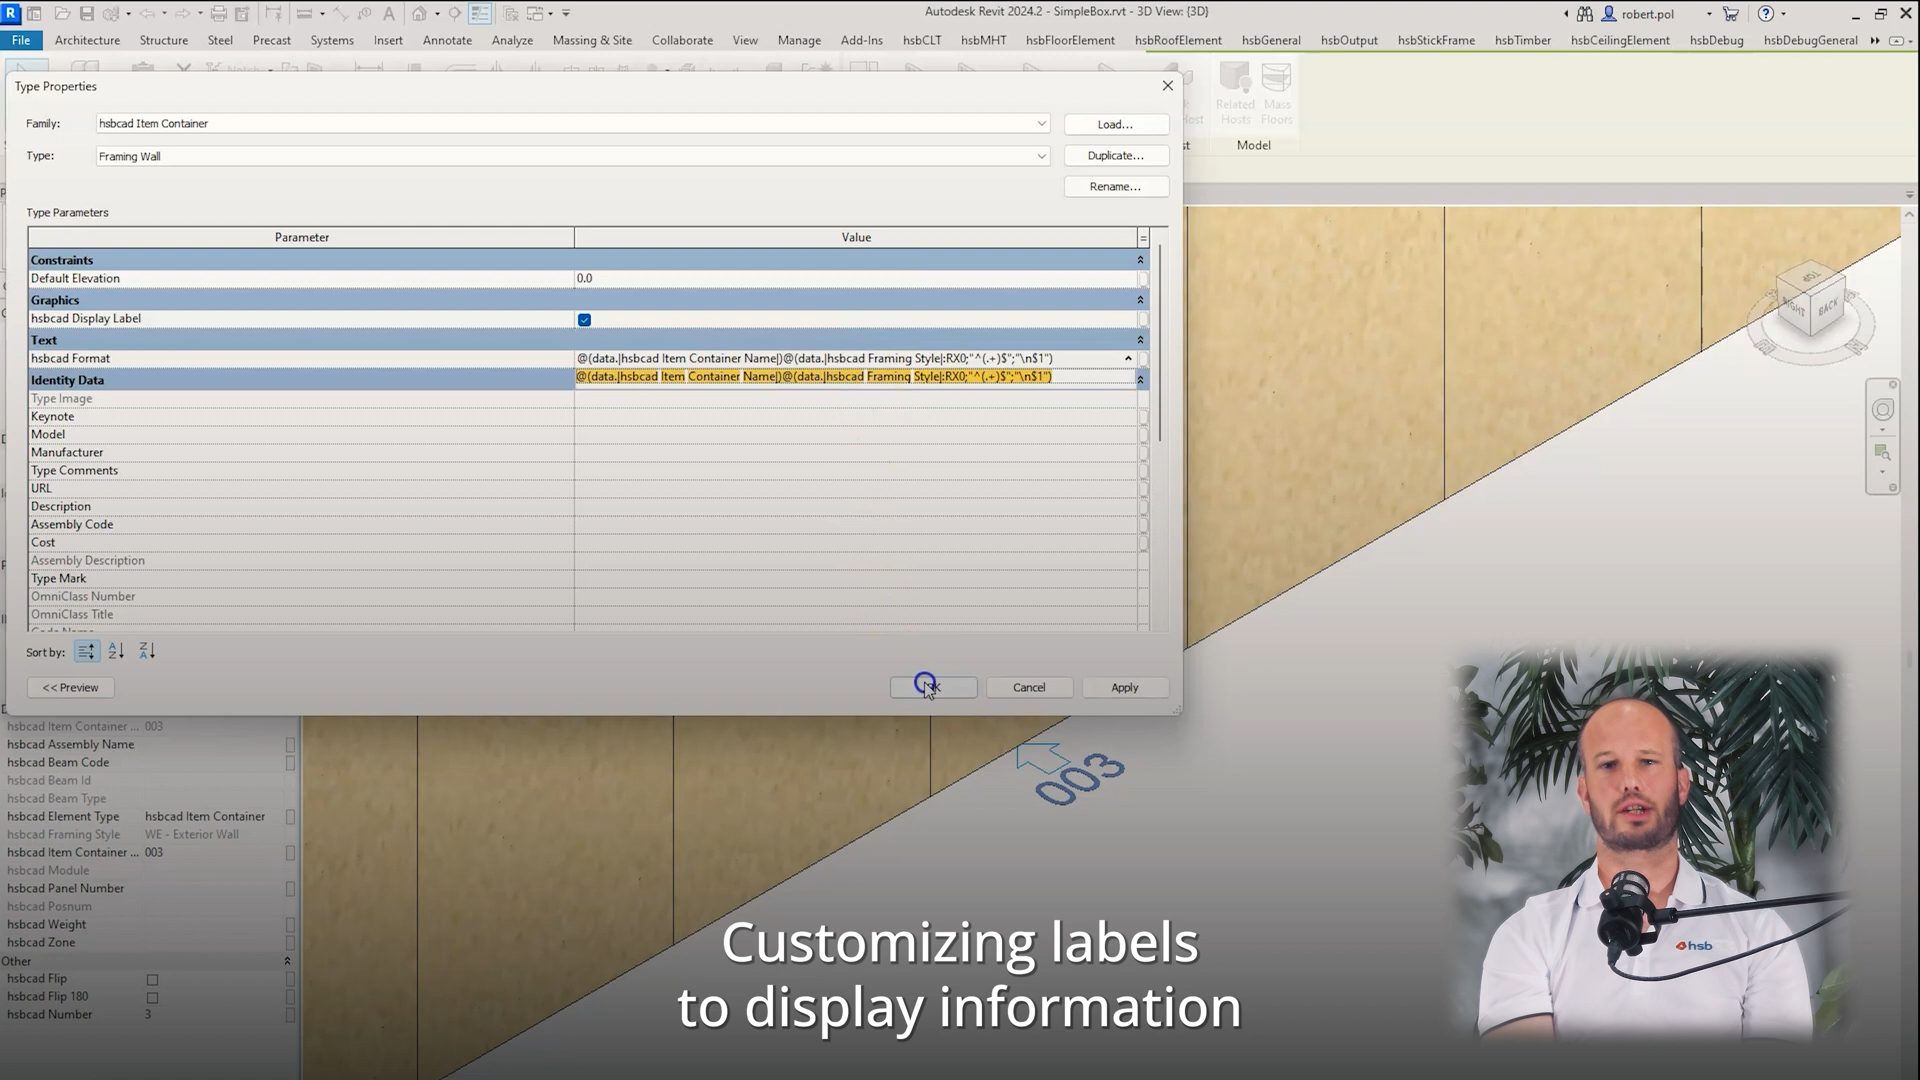 Autodesk Revit 2024.2 - SimpleBox.rvt - 3D View: {3D}
robert.pol
File Architecture Structure Steel Precast Systems Insert Annotate Analyze Massing & Site Collaborate View Manage Add-Ins hsbCLT hsbMHT hsbFloorElement hsbRoofElement hsbGeneral hsbOutput hsbStickFrame hsbTimber hsbCeilingElement hsbDebug hsbDebugGeneral
Type Properties
Related Hosts
Mass Floors
Model
Family: hsbcad Item Container Load...
Type: Framing Wall Duplicate...
Rename...
Type Parameters
Parameter Value =
Constraints
Default Elevation 0.0
Graphics
hsbcad Display Label
Text
hsbcad Format @(data.|hsbcad Item Container Name|)@(data.|hsbcad Framing Style|:RX0;"^(.+)$";"\n$1")
Identity Data @(data.|hsbcad Item Container Name|)@(data.|hsbcad Framing Style|:RX0;"^(.+)$";"\n$1")
Type Image
Keynote
Model
Manufacturer
Type Comments
URL
Description
Assembly Code
Cost
Assembly Description
Type Mark
OmniClass Number
OmniClass Title
Sort by:
<< Preview Cancel Apply
TOP
RIGHT BACK
hsbcad Item Container ... 003
hsbcad Assembly Name
hsbcad Beam Code
hsbcad Beam Id
hsbcad Beam Type
hsbcad Element Type hsbcad Item Container
hsbcad Framing Style WE - Exterior Wall
hsbcad Item Container ... 003
hsbcad Module
hsbcad Panel Number
hsbcad Posnum
hsbcad Weight
hsbcad Zone
Other
hsbcad Flip
hsbcad Flip 180
hsbcad Number 3
003
hsb
Customizing labels
to display information